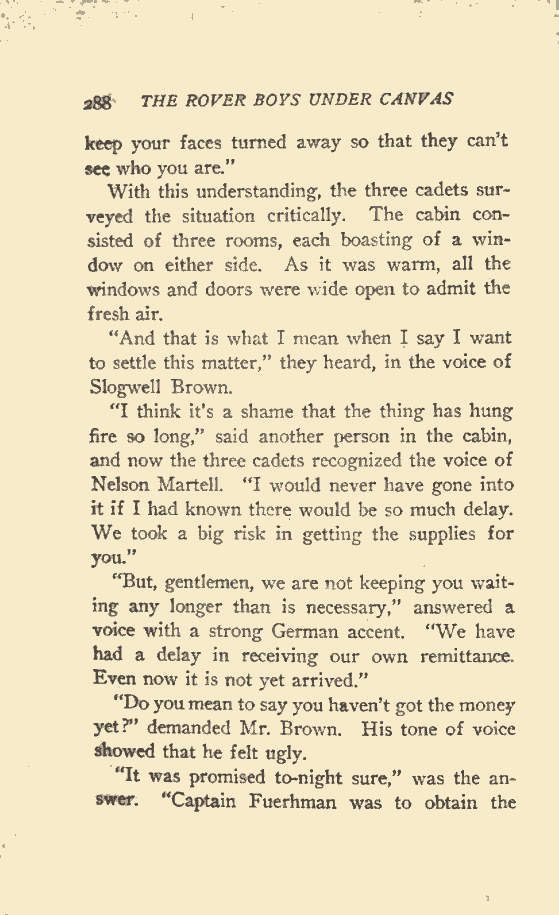 288 THE ROVER BOYS UNDER CANVAS
keep your faces turned away so that they can't
see who you are."
With this understanding, the three cadets sur-
veyed the situation critically. The cabin con-
sisted of three rooms, each boasting of a win-
dow on either side. As it was warm, all the
windows and doors were wide open to admit the
fresh air.
"And that is what I mean when I say I want
to settle this matter," they heard, in the voice of
Slogwell Brown.
"I think it's a shame that the thing has hung
fire so long," said another person in the cabin,
and now the three cadets recognized the voice of
Nelson Martell. "I would never have gone into
it if I had known there would be so much delay.
We took a big risk in getting the supplies for
you."
"But, gentlemen, we are not keeping you wait-
ing any longer than is necessary," answered a
voice with a strong German accent. "We have
had a delay in receiving our own remittance.
Even now it is not yet arrived."
"Do you mean to say you haven't got the money
yet?" demanded Mr. Brown. His tone of voice
showed that he felt ugly.
"It was promised to-night sure," was the an-
swer. "Captain Fuerhman was to obtain the